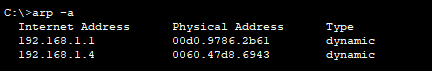 C:\>arp -a
  Internet Address      Physical Address      Type
  192.168.1.1           00d0.9786.2b61        dynamic
  192.168.1.4           0060.47d8.6943        dynamic